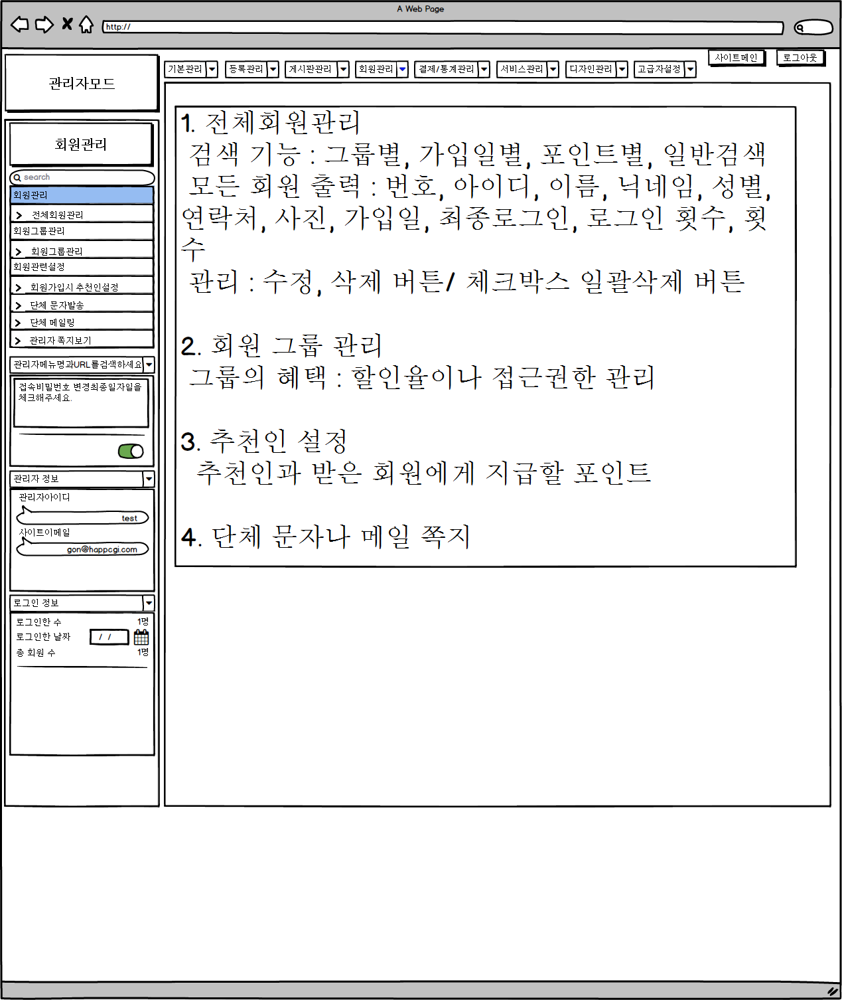 A Web Page
http://
사이트메인
로그아웃
관리자모드
기본관리
등록관리
게시판관리
회원관리
결제/통계관리
서비스관리
디자인관리
고급자설정
회원관리
search
회원관리
전체회원관리
회원그룹관리
회원그룹관리
회원관련설정
회원가입시 추천인설정
단체 문자발송
단체 메일링
관리자 쪽지보기
관리자메뉴명과URL를검색하세요
접속비밀번호 변경최종일자일을
체크해주세요.
관리자 정보
관리자아이디
test
사이트이메일
gon@happcgi.com
로그인 정보
로그인한 수 1명
로그인한 날짜 / /
총 회원 수 1명
1. 전체회원관리
검색 기능 : 그룹별, 가입일별, 포인트별, 일반검색
모든 회원 출력 : 번호, 아이디, 이름, 닉네임, 성별,
연락처, 사진, 가입일, 최종로그인, 로그인 횟수, 횟
수
관리 : 수정, 삭제 버튼/ 체크박스 일괄삭제 버튼
2. 회원 그룹 관리
그룹의 혜택 : 할인율이나 접근권한 관리
3. 추천인 설정
추천인과 받은 회원에게 지급할 포인트
4. 단체 문자나 메일 쪽지